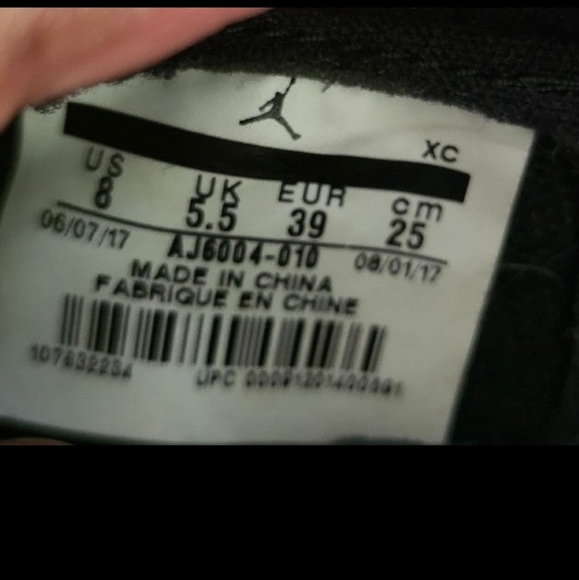 XC
US UK EUR cm
8 5.5 39 25
06/07/17 AJ6004-010 08/01/17
MADE IN CHINA
FABRIQUE EN CHINE
UPC